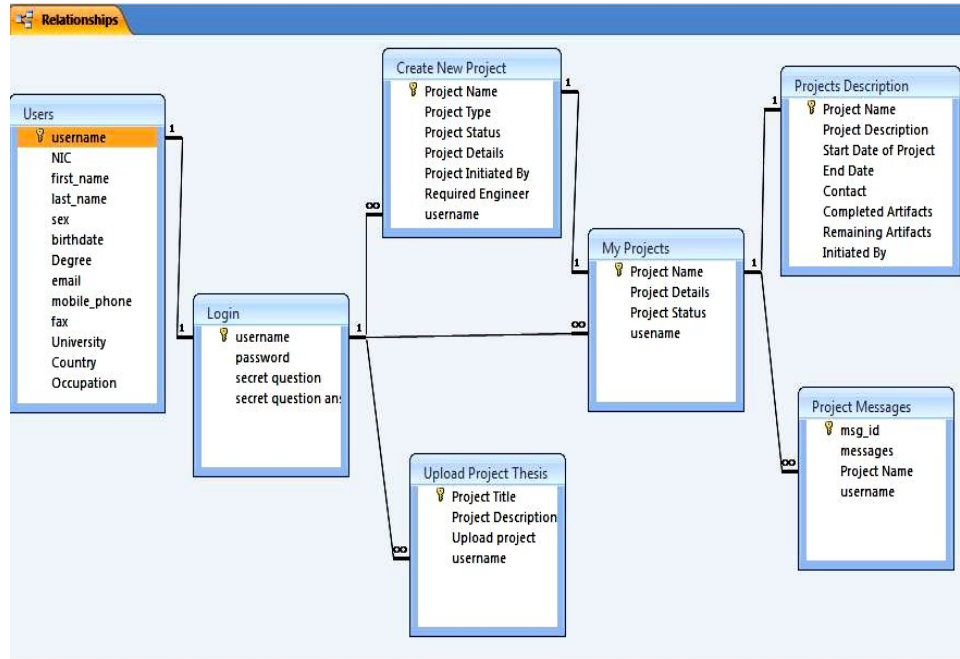 Relationships
Users
username
NIC
first_name
last_name
sex
birthdate
Degree
email
mobile_phone
fax
University
Country
Occupation
1
1
Login
username
password
secret question
secret question ans
1
Create New Project
Project Name
Project Type
Project Status
Project Details
Project Initiated By
Required Engineer
username
1
∞
Upload Project Thesis
Project Title
Project Description
Upload project
username
∞
My Projects
Project Name
Project Details
Project Status
usename
1
∞
1
Projects Description
Project Name
Project Description
Start Date of Project
End Date
Contact
Completed Artifacts
Remaining Artifacts
Initiated By
1
Project Messages
msg_id
messages
Project Name
username
∞